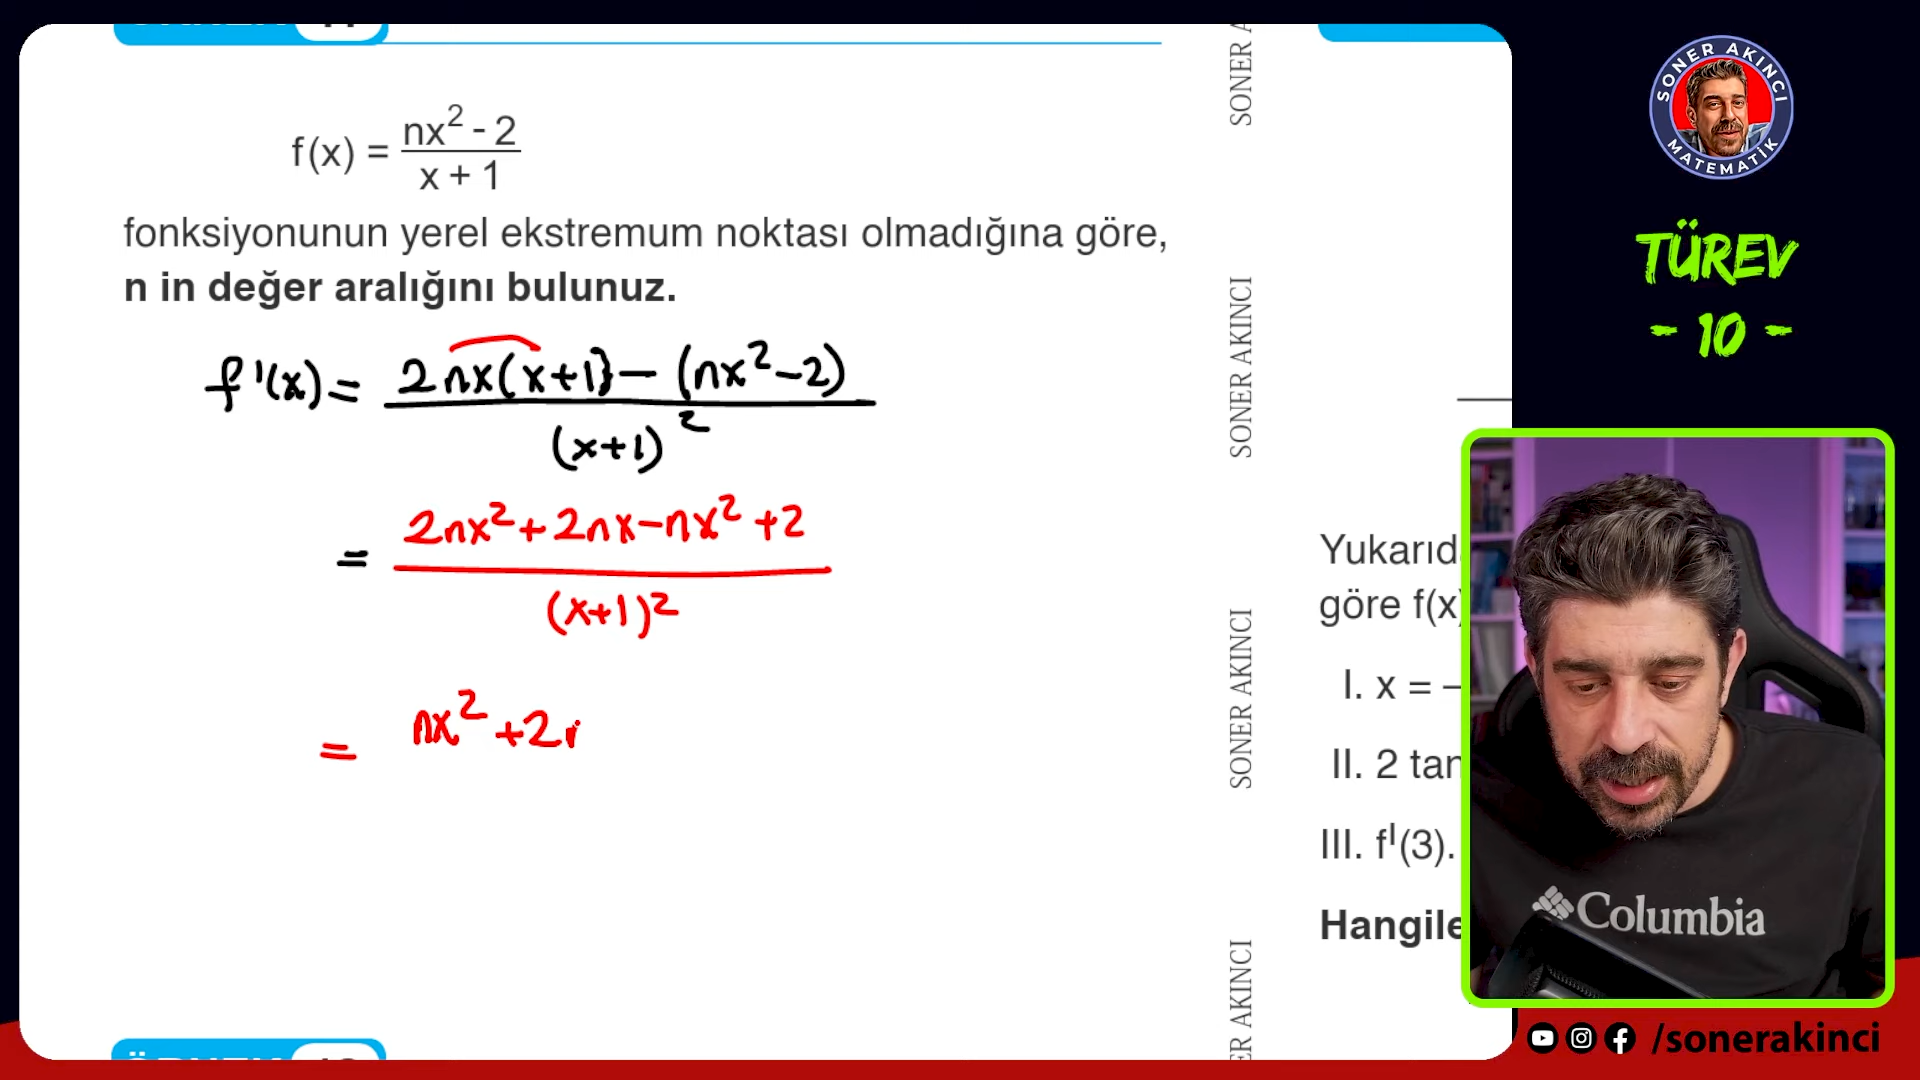 f(x) = nx² - 2 / x + 1
fonksiyonunun yerel ekstremum noktası olmadığına göre,
n in değer aralığını bulunuz.
f'(x) = 2nx(x+1) - (nx²-2) / (x+1)²
= 2nx²+2nx-nx²+2 / (x+1)²
= nx²+2
SONER AKINCI
SONER AKINCI
SONER AKINCI
Yukarıd
göre f(x)
I. x = –
II. 2 tan
III. fᴵ(3).
Hangile
SONER AKINCI
MATEMATİK
TÜREV
- 10 -
Columbia
/sonerakinci